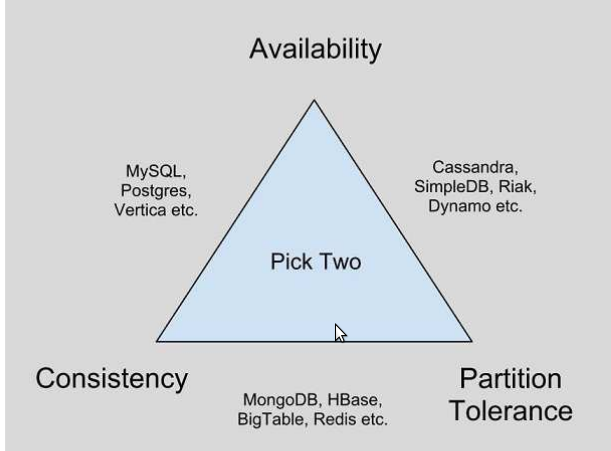 Availability
MySQL,
Postgres,
Vertica etc.
Cassandra,
SimpleDB, Riak,
Dynamo etc.
Pick Two
Consistency
MongoDB, HBase,
BigTable, Redis etc.
Partition
Tolerance